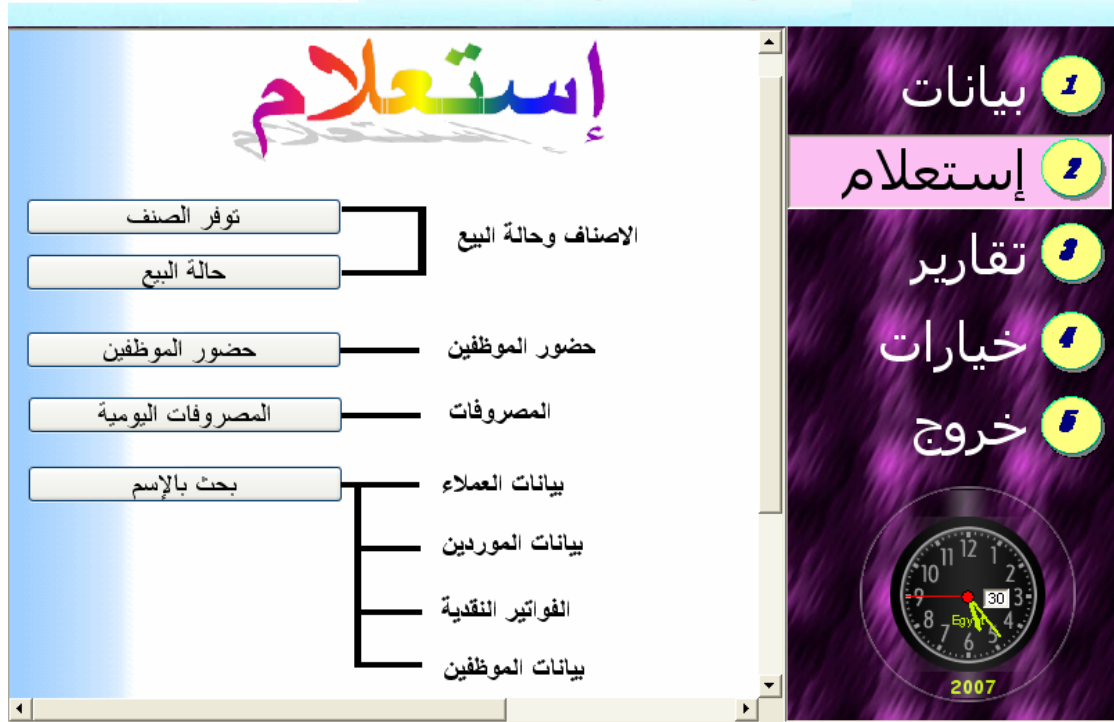 إستعلام
الاصناف وحالة البيع
توفر الصنف
حالة البيع
حضور الموظفين
حضور الموظفين
المصروفات
المصروفات اليومية
بيانات العملاء
بحث بالإسم
بيانات الموردين
الفواتير النقدية
بيانات الموظفين
1 بيانات
2 إستعلام
3 تقارير
4 خيارات
5 خروج
12
11 1
10 2
9 30 3
8 Egypt 4
7 5
6
2007